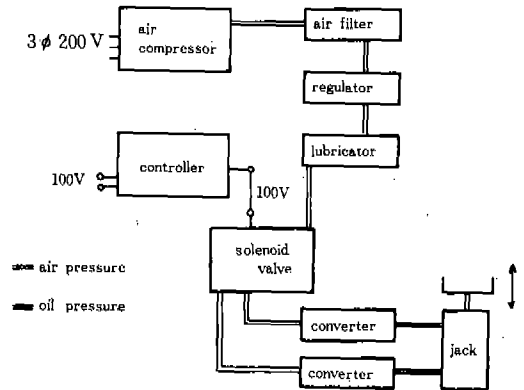 3 φ 200 V
air
compressor
air filter
regulator
lubricator
controller
100V
100V
solenoid
valve
air pressure
oil pressure
converter
converter
jack